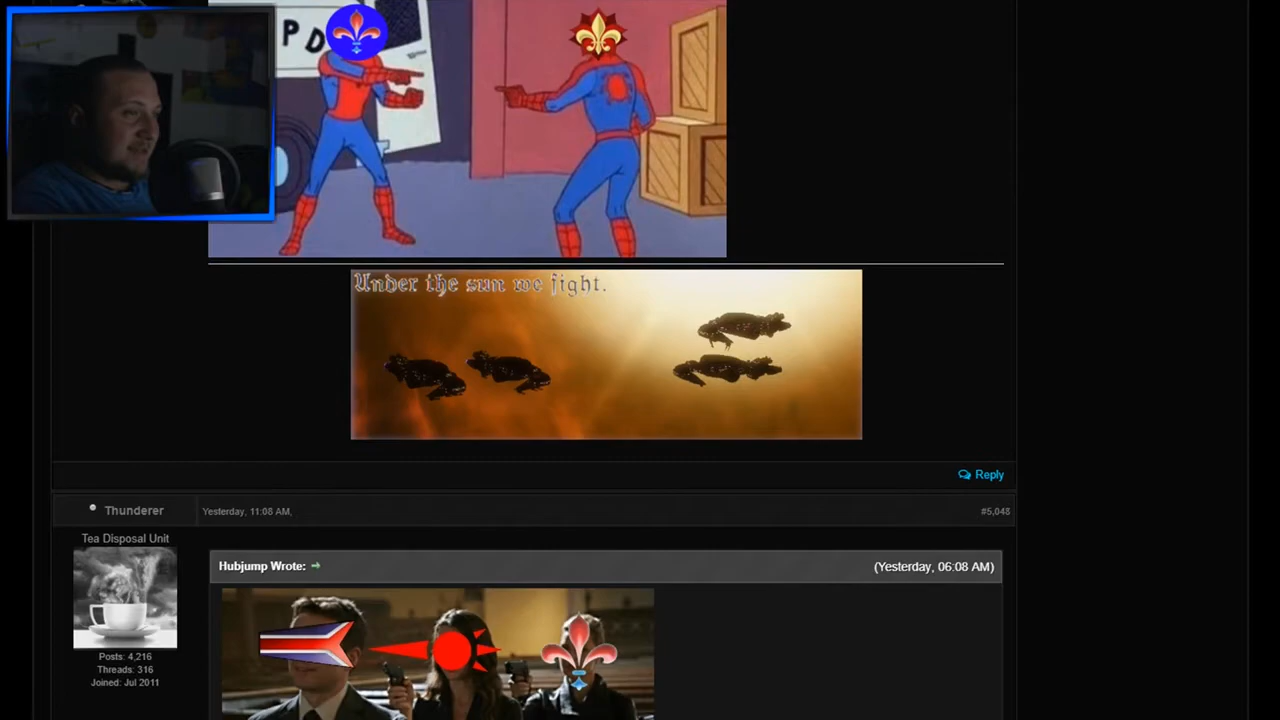 PD
Under the sun we fight.
Reply
Thunderer
Yesterday, 11:08 AM,
#5,048
Tea Disposal Unit
Hubjump Wrote:
(Yesterday, 06:08 AM)
Posts: 4,216
Threads: 316
Joined: Jul 2011